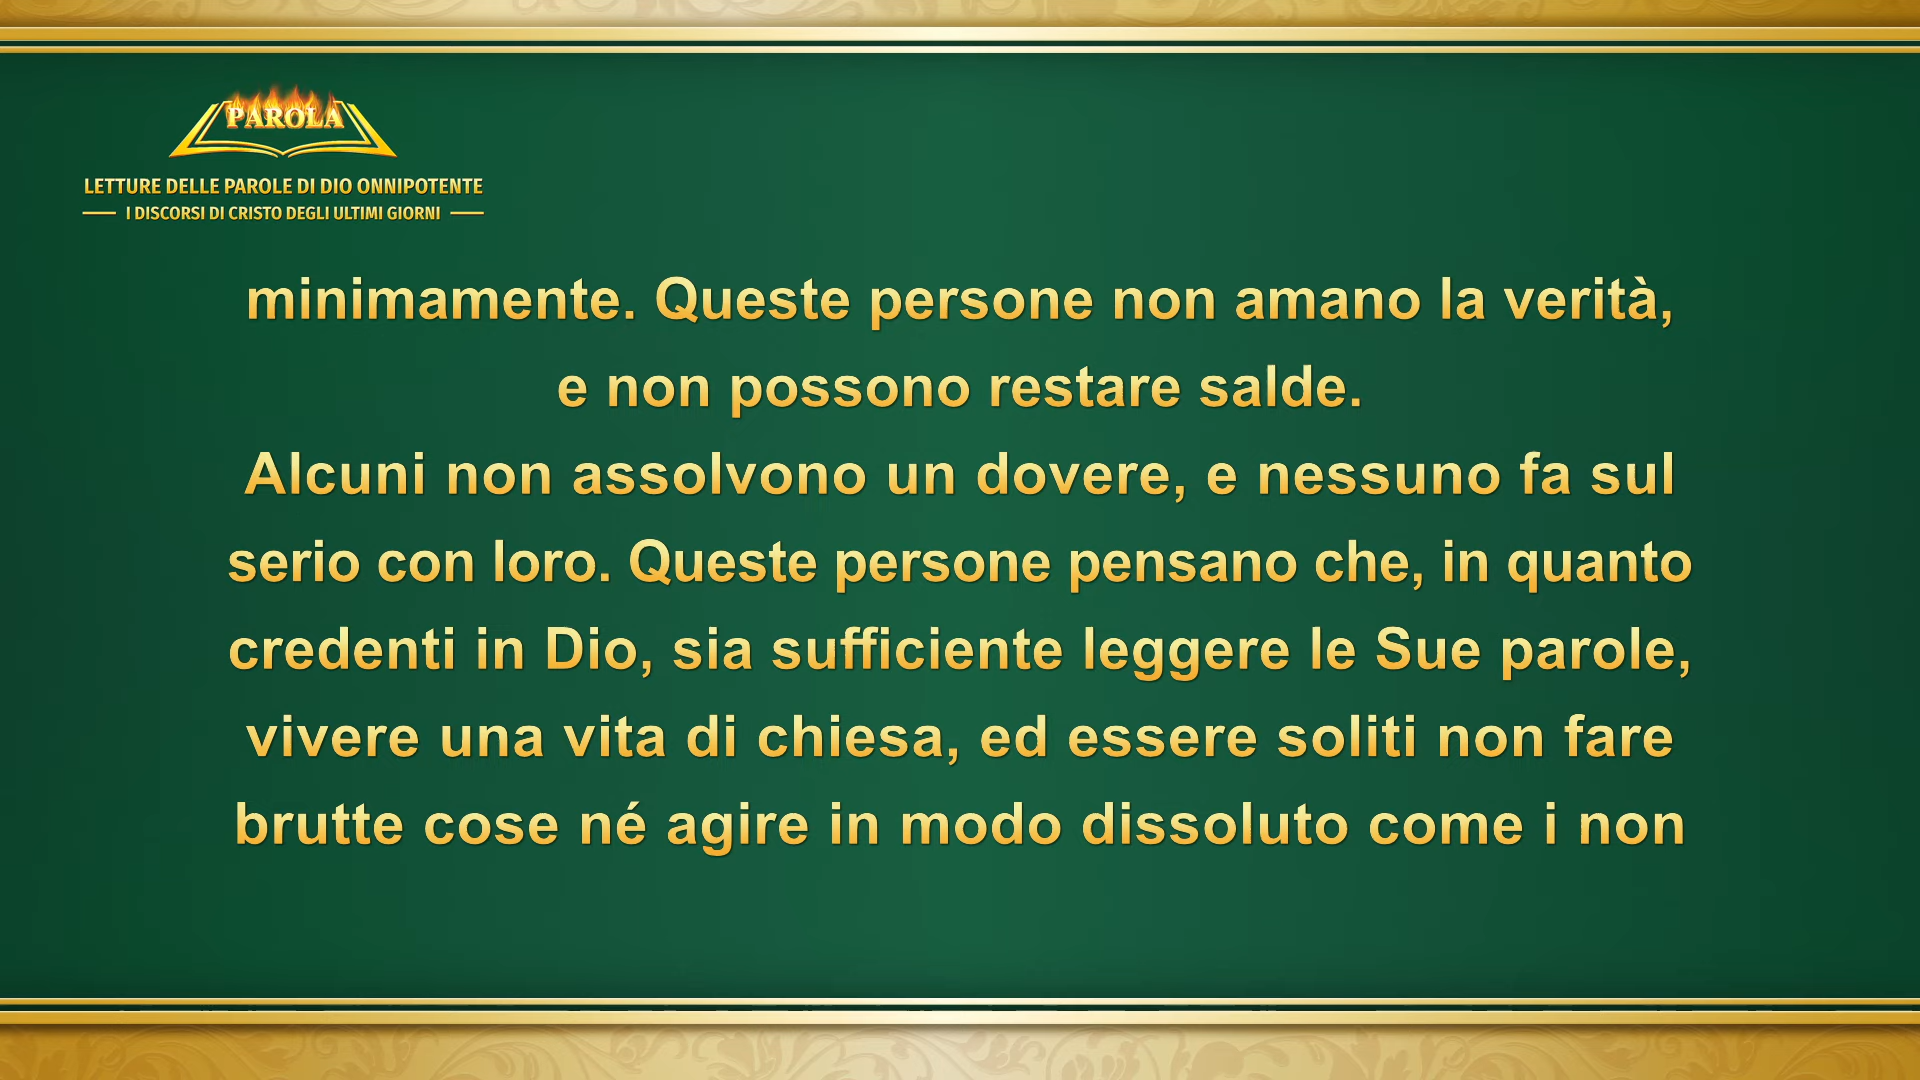 PAROLA
LETTURE DELLE PAROLE DI DIO ONNIPOTENTE
I DISCORSI DI CRISTO DEGLI ULTIMI GIORNI
minimamente. Queste persone non amano la verità,
e non possono restare salde.
Alcuni non assolvono un dovere, e nessuno fa sul
serio con loro. Queste persone pensano che, in quanto
credenti in Dio, sia sufficiente leggere le Sue parole,
vivere una vita di chiesa, ed essere soliti non fare
brutte cose né agire in modo dissoluto come i non